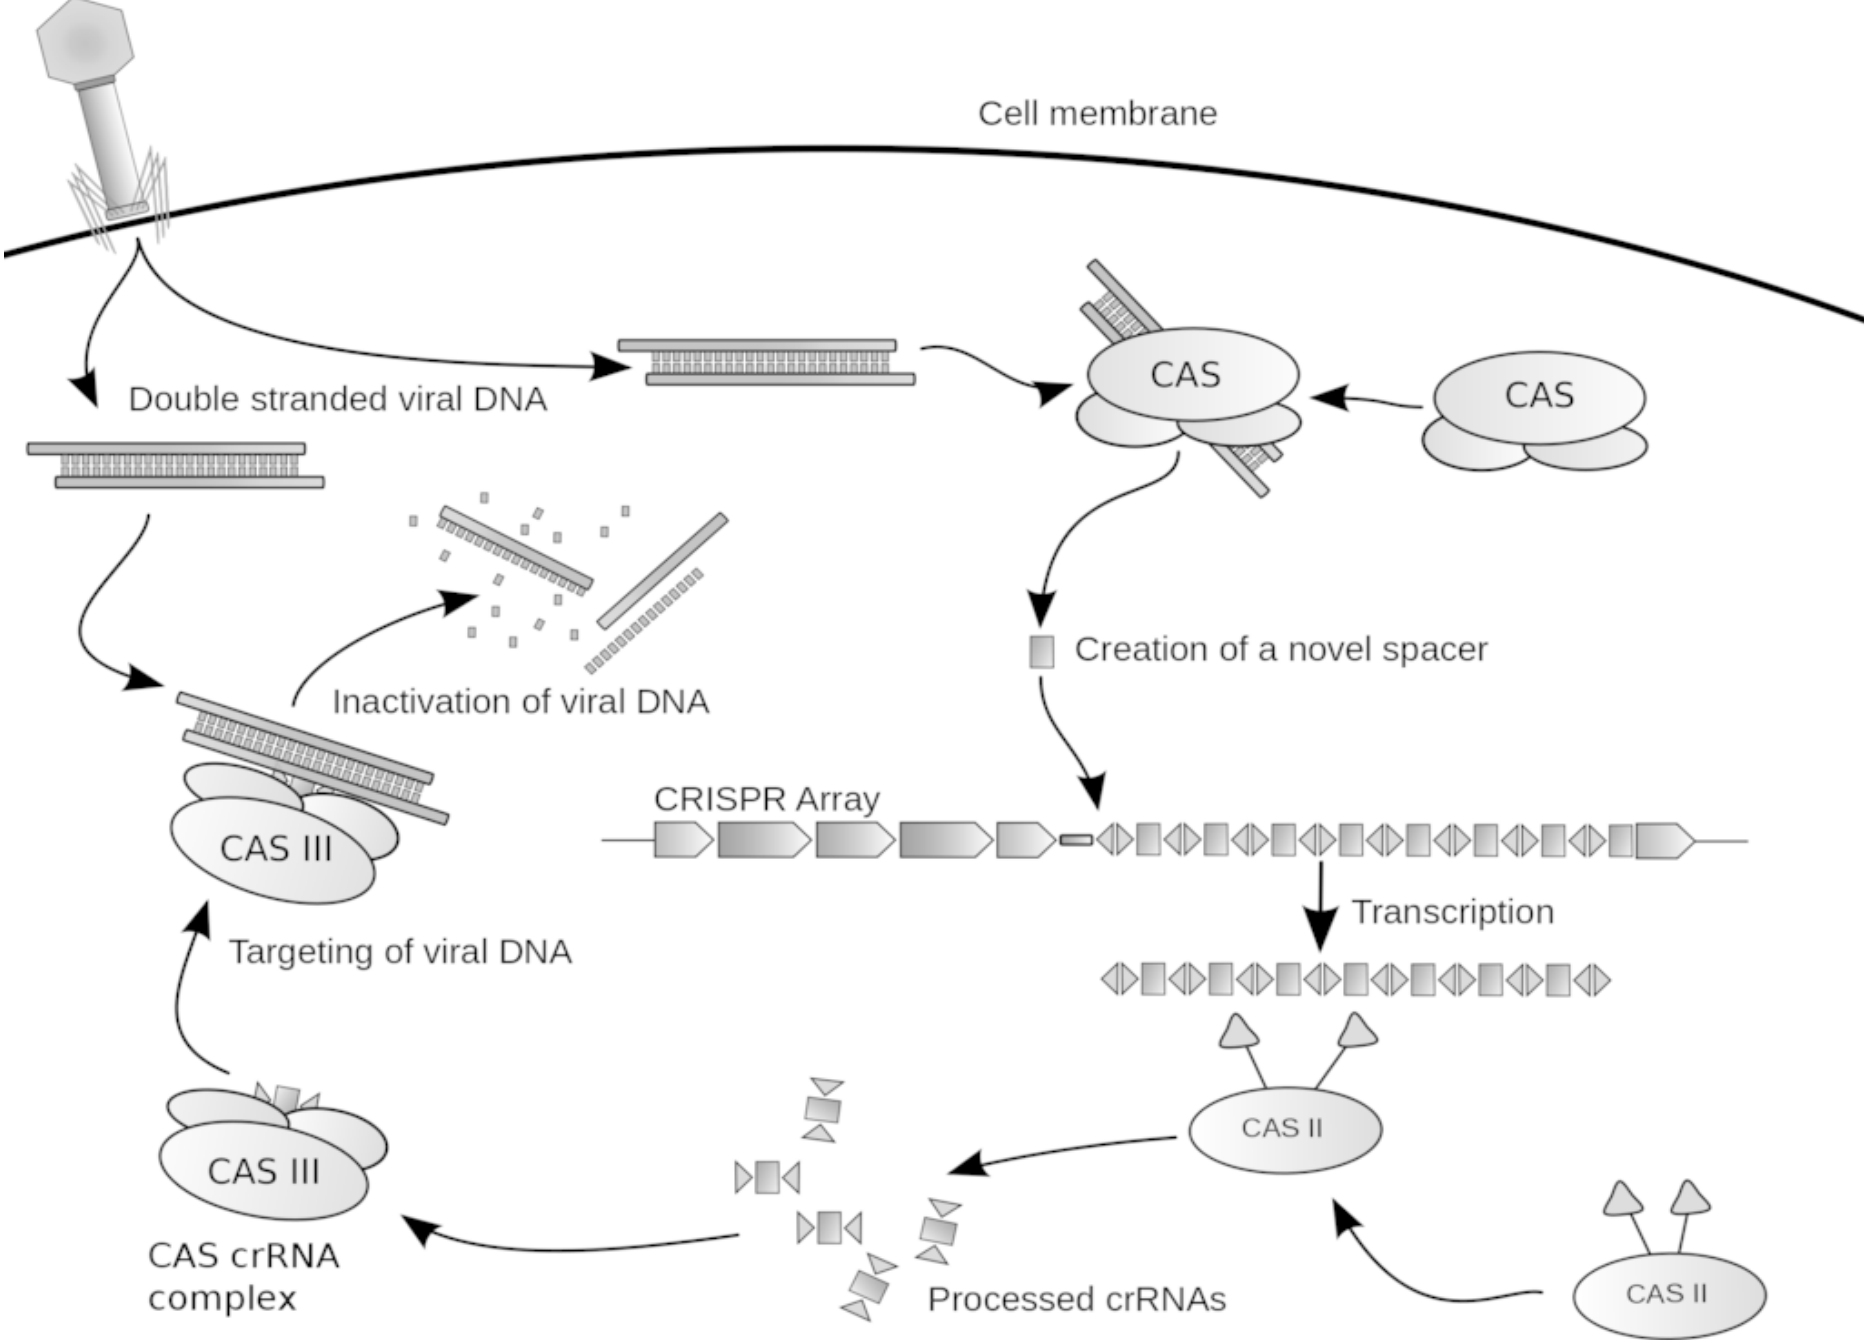 Cell membrane
CAS
CAS
Double stranded viral DNA
Creation of a novel spacer
Inactivation of viral DNA
CRISPR Array
CAS III
Transcription
Targeting of viral DNA
CAS II
CAS III
CAS crRNA
complex
Processed crRNAs
CAS II